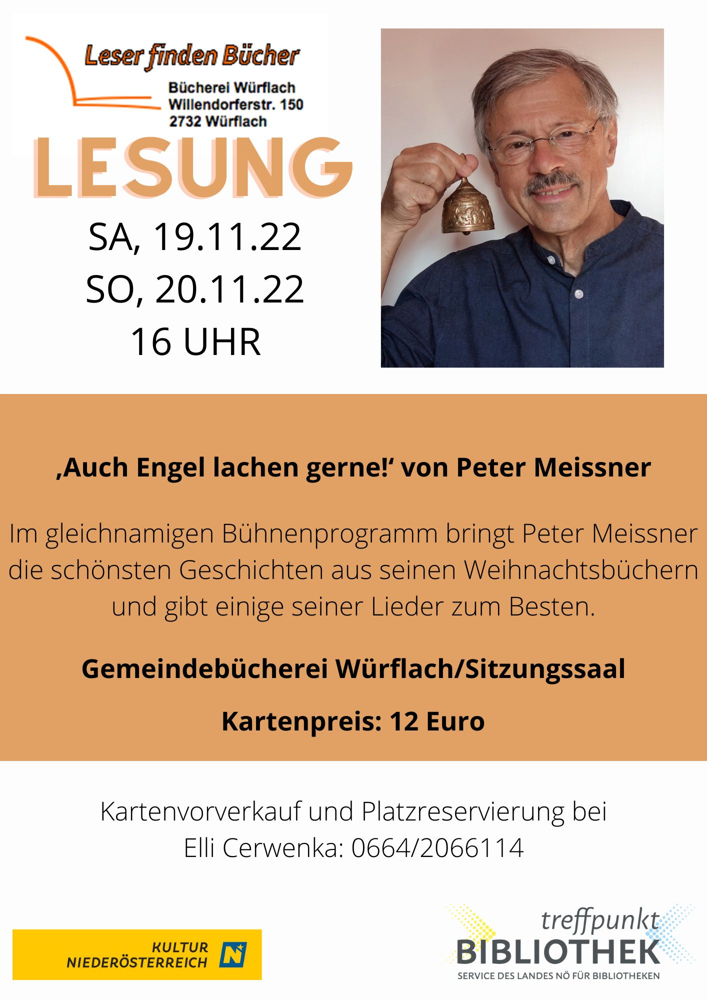 Leser finden Bücher
Bücherei Würflach
Willendorferstr. 150
2732 Würflach
LESUNG
SA, 19.11.22
SO, 20.11.22
16 UHR
‚Auch Engel lachen gerne!‘ von Peter Meissner
Im gleichnamigen Bühnenprogramm bringt Peter Meissner
die schönsten Geschichten aus seinen Weihnachtsbüchern
und gibt einige seiner Lieder zum Besten.
Gemeindebücherei Würflach/Sitzungssaal
Kartenpreis: 12 Euro
Kartenvorverkauf und Platzreservierung bei
Elli Cerwenka: 0664/2066114
KULTUR
NIEDERÖSTERREICH
N
treffpunkt
BIBLIOTHEK
SERVICE DES LANDES NÖ FÜR BIBLIOTHEKEN